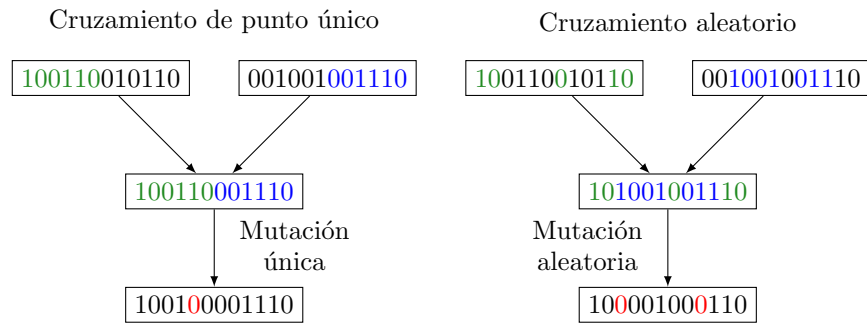 Cruzamiento de punto único
100110010110
001001001110
100110001110
Mutación
única
100100001110
Cruzamiento aleatorio
100110010110
001001001110
101001001110
Mutación
aleatoria
100001000110